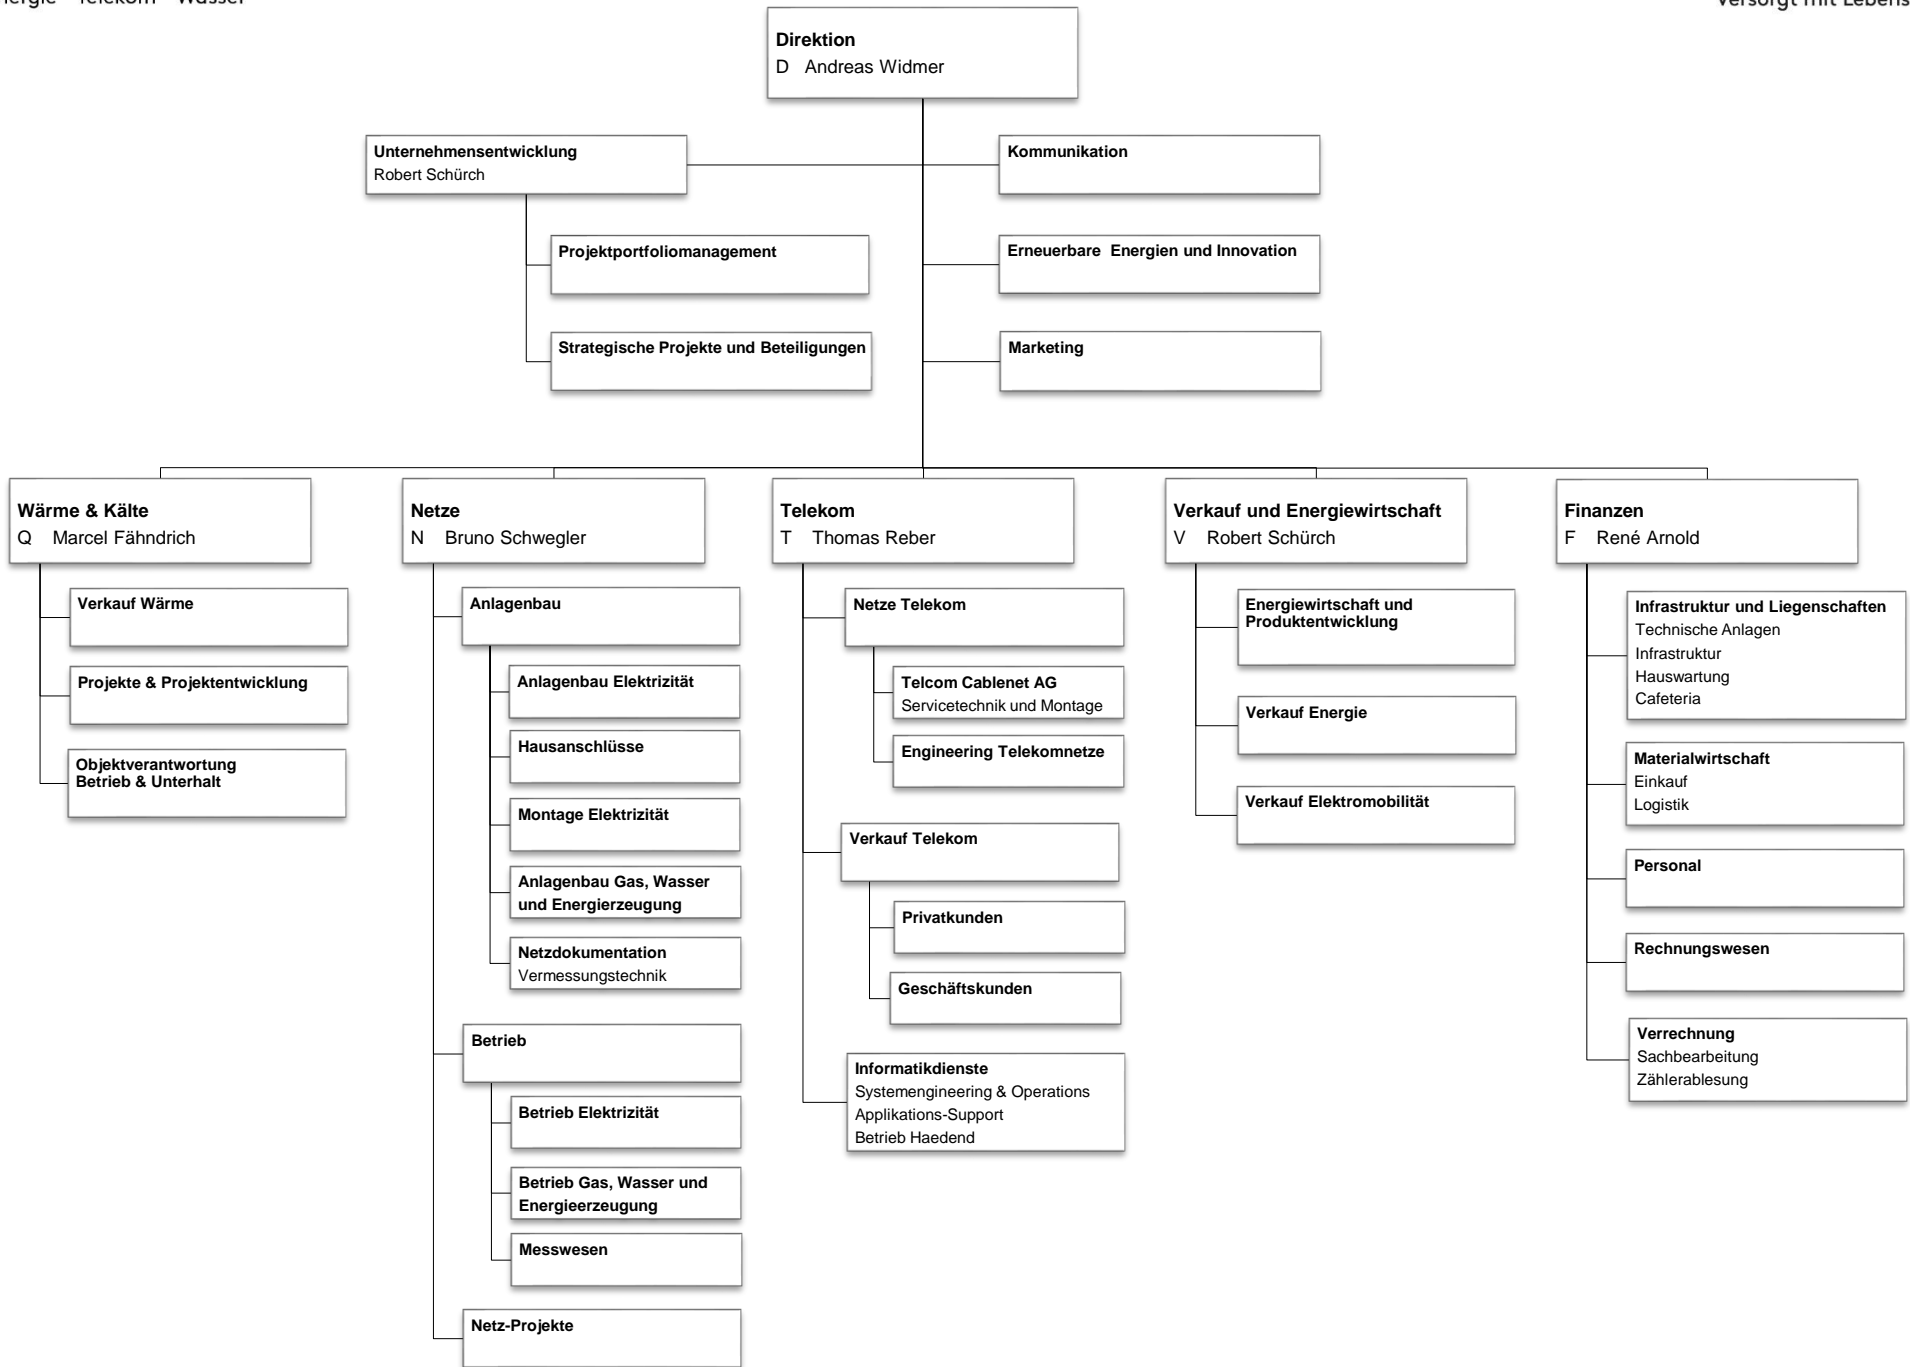 Telekom Wasser
Versorgt mit Lebens
Direktion
D Andreas Widmer
Unternehmensentwicklung
Robert Schürch
Kommunikation
Projektportfoliomanagement
Erneuerbare Energien und Innovation
Strategische Projekte und Beteiligungen
Marketing
Wärme & Kälte
Q Marcel Fähndrich
Verkauf Wärme
Projekte & Projektentwicklung
Objektverantwortung
Betrieb & Unterhalt
Netze
N Bruno Schwegler
Anlagenbau
Anlagenbau Elektrizität
Hausanschlüsse
Montage Elektrizität
Anlagenbau Gas, Wasser
und Energierzeugung
Netzdokumentation
Vermessungstechnik
Betrieb
Betrieb Elektrizität
Betrieb Gas, Wasser und
Energieerzeugung
Messwesen
Netz-Projekte
Telekom
T Thomas Reber
Netze Telekom
Telcom Cablenet AG
Servicetechnik und Montage
Engineering Telekomnetze
Verkauf Telekom
Privatkunden
Geschäftskunden
Informatikdienste
Systemengineering & Operations
Applikations-Support
Betrieb Haedend
Verkauf und Energiewirtschaft
V Robert Schürch
Energiewirtschaft und
Produktentwicklung
Verkauf Energie
Verkauf Elektromobilität
Finanzen
F René Arnold
Infrastruktur und Liegenschaften
Technische Anlagen
Infrastruktur
Hauswartung
Cafeteria
Materialwirtschaft
Einkauf
Logistik
Personal
Rechnungswesen
Verrechnung
Sachbearbeitung
Zählerablesung